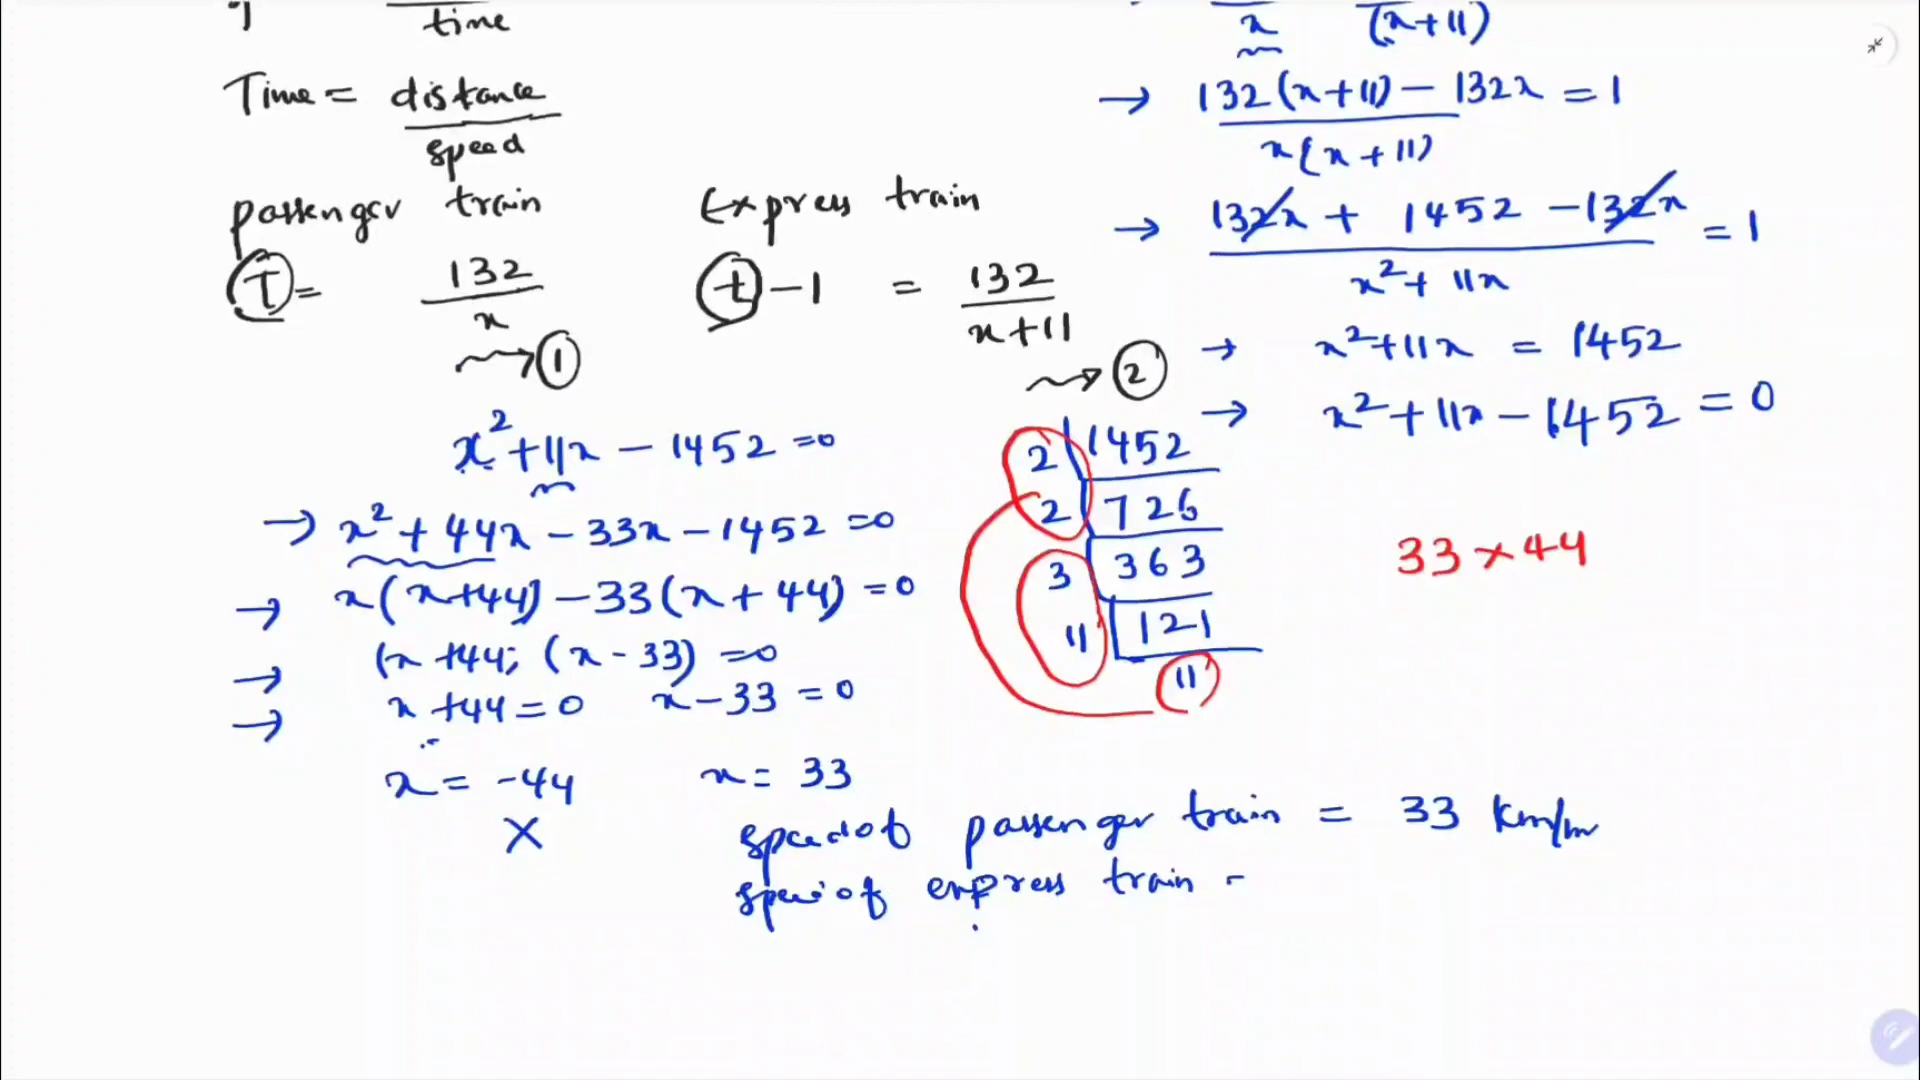 time
Time = distance
speed
passenger train
T = 132
x
→ 1
Express train
t - 1 = 132
x+11
→ 2
x²+11x - 1452 =0
→ x² + 44x - 33x - 1452 =0
→ x(x+44) - 33(x+44) =0
→ (x+44) (x-33) =0
→ x+44 = 0 x-33 = 0
x = -44 x = 33
X
x (x+11)
→ 132(x+11) - 132x = 1
x(x+11)
→ 132x + 1452 - 132x = 1
x²+ 11x
→ x²+11x = 1452
→ x²+11x - 1452 = 0
2 1452
2 726
3 363
11 121
11
33 × 44
speed of passenger train = 33
of express train -